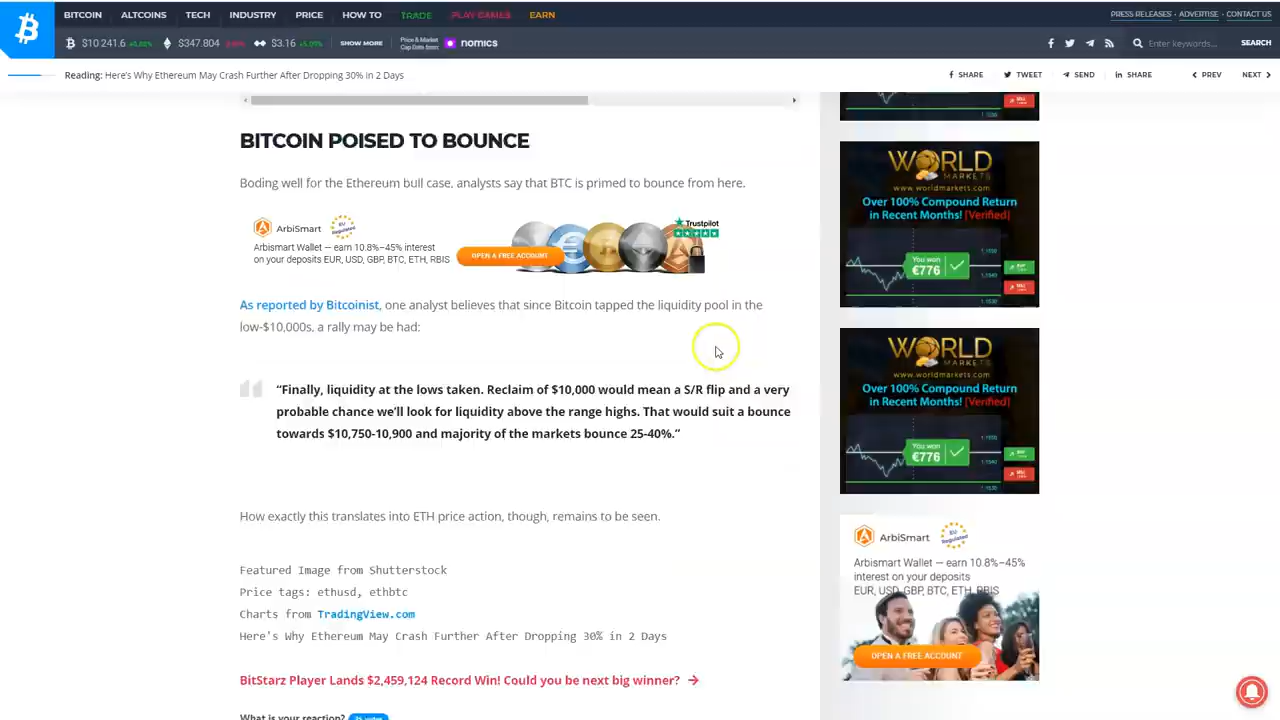 BITCOIN ALTCOINS TECH INDUSTRY PRICE HOW TO TRADE PLAY GAMES EARN
PRESS RELEASES ADVERTISE CONTACT US
$10 241.6 $347.804 $3.16 SHOW MORE Price & Market Cap Data from nomics
Enter keywords... SEARCH
Reading: Here's Why Ethereum May Crash Further After Dropping 30% in 2 Days
SHARE TWEET SEND SHARE PREV NEXT
BITCOIN POISED TO BOUNCE
Boding well for the Ethereum bull case, analysts say that BTC is primed to bounce from here.
ArbiSmart EU Regulated
Arbismart Wallet — earn 10.8%–45% interest
on your deposits EUR, USD, GBP, BTC, ETH, RBIS
OPEN A FREE ACCOUNT
Trustpilot
As reported by Bitcoinist, one analyst believes that since Bitcoin tapped the liquidity pool in the
low-$10,000s, a rally may be had:
“Finally, liquidity at the lows taken. Reclaim of $10,000 would mean a S/R flip and a very
probable chance we’ll look for liquidity above the range highs. That would suit a bounce
towards $10,750-10,900 and majority of the markets bounce 25-40%.”
How exactly this translates into ETH price action, though, remains to be seen.
Featured Image from Shutterstock
Price tags: ethusd, ethbtc
Charts from TradingView.com
Here's Why Ethereum May Crash Further After Dropping 30% in 2 Days
BitStarz Player Lands $2,459,124 Record Win! Could you be next big winner?
What is your reaction?
WORLD
MARKETS
www.worldmarkets.com
Over 100% Compound Return
in Recent Months! [Verified]
You won
€776
WORLD
MARKETS
www.worldmarkets.com
Over 100% Compound Return
in Recent Months! [Verified]
You won
€776
ArbiSmart EU Regulated
Arbismart Wallet — earn 10.8%–45%
interest on your deposits
EUR, USD, GBP, BTC, ETH, RBIS
OPEN A FREE ACCOUNT